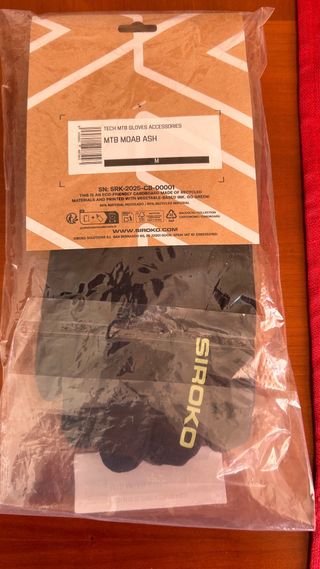 TECH MTB GLOVES ACCESSORIES
MTB MOAB ASH
M
SN: SRK-2025-CB-00001
THIS IS AN ECO-FRIENDLY CARDBOARD MADE OF RECYCLED
MATERIALS AND PRINTED WITH VEGETABLE-BASED INK. GO GREEN!
WWW.SIROKO.COM
SIROKO